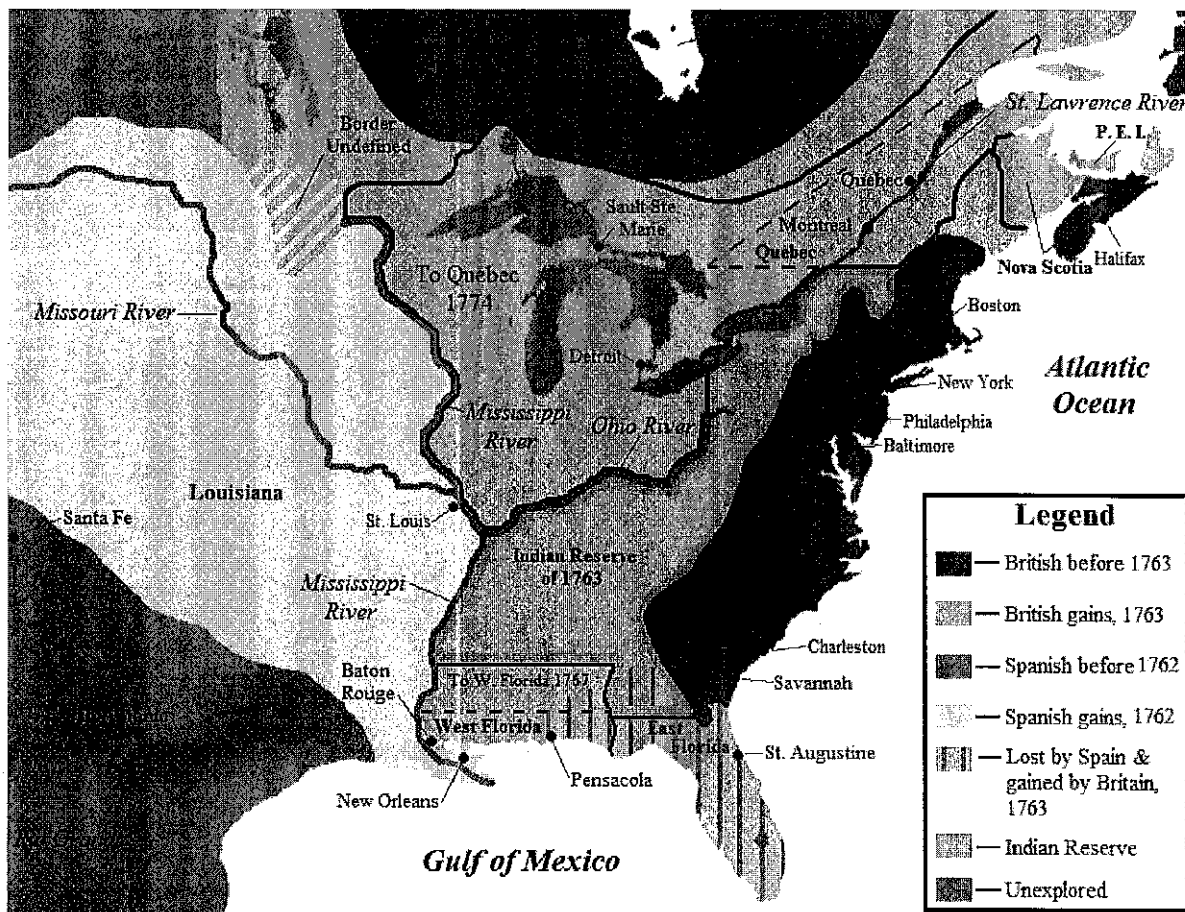 St. Lawrence River
Border
Undefined
P. E. I.
Québec
Sault-Ste.
Marie
Montreal
Québec
Halifax
Nova Scotia
To Québec
1774
Missouri River
Boston
Detroit
Atlantic
Ocean
New York
Mississippi
River
Ohio River
Philadelphia
Baltimore
Louisiana
Santa Fe
St. Louis
Indian Reserve
of 1763
Mississippi
River
Charleston
Savannah
Baton
Rouge
To W. Florida 1767
West Florida
East
Florida
St. Augustine
Pensacola
New Orleans
Gulf of Mexico
Legend
British before 1763
British gains, 1763
Spanish before 1762
Spanish gains, 1762
Lost by Spain &
gained by Britain,
1763
Indian Reserve
Unexplored